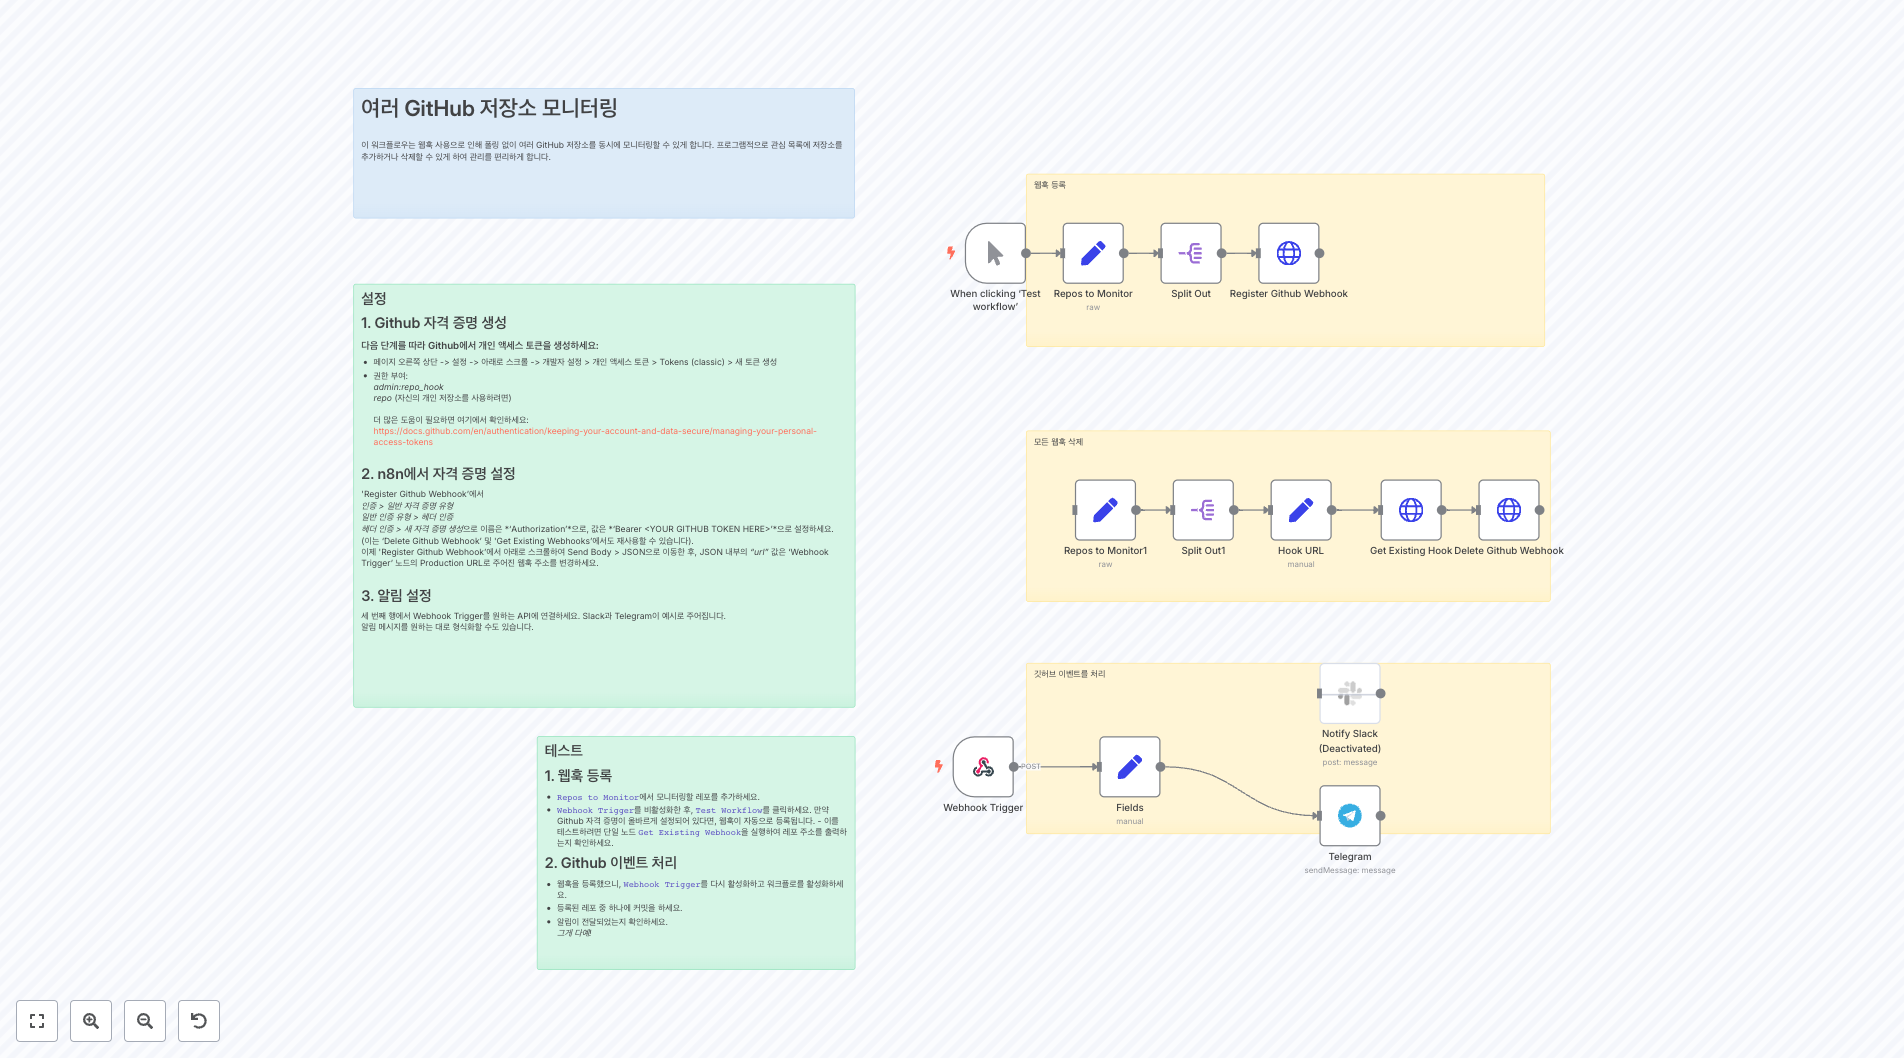 여러 GitHub 저장소 모니터링
이 워크플로우는 웹훅 사용으로 인해 폴링 없이 여러 GitHub 저장소를 동시에 모니터링할 수 있게 합니다. 프로그램적으로 관심 목록에 저장소를
추가하거나 삭제할 수 있게 하여 관리를 편리하게 합니다.
설정
1. Github 자격 증명 생성
다음 단계를 따라 Github에서 개인 액세스 토큰을 생성하세요:
페이지 오른쪽 상단 -> 설정 -> 아래로 스크롤 -> 개발자 설정 > 개인 액세스 토큰 > Tokens (classic) > 새 토큰 생성
권한 부여:
admin:repo_hook
repo (자신의 개인 저장소를 사용하려면)
더 많은 도움이 필요하면 여기에서 확인하세요:
https://docs.github.com/en/authentication/keeping-your-account-and-data-secure/managing-your-personal-
access-tokens
2. n8n에서 자격 증명 설정
'Register Github Webhook'에서
인증 > 일반 자격 증명 유형
일반 인증 유형 > 헤더 인증
헤더 인증 > 새 자격 증명 생성으로 이름은 *'Authorization'*으로, 값은 *'Bearer <YOUR GITHUB TOKEN HERE>'*으로 설정하세요.
(이는 'Delete Github Webhook' 및 'Get Existing Webhooks'에서도 재사용할 수 있습니다).
이제 'Register Github Webhook'에서 아래로 스크롤하여 Send Body > JSON으로 이동한 후, JSON 내부의 "url" 값은 'Webhook
Trigger' 노드의 Production URL로 주어진 웹훅 주소를 변경하세요.
3. 알림 설정
세 번째 행에서 Webhook Trigger를 원하는 API에 연결하세요. Slack과 Telegram이 예시로 주어집니다.
알림 메시지를 원하는 대로 형식화할 수도 있습니다.
테스트
1. 웹훅 등록
Repos to Monitor에서 모니터링할 레포를 추가하세요.
Webhook Trigger를 비활성화한 후, Test Workflow를 클릭하세요. 만약
Github 자격 증명이 올바르게 설정되어 있다면, 웹훅이 자동으로 등록됩니다. - 이를
테스트하려면 단일 노드 Get Existing Webhook을 실행하여 레포 주소를 출력하
는지 확인하세요.
2. Github 이벤트 처리
웹훅을 등록했으니, Webhook Trigger를 다시 활성화하고 워크플로를 활성화하세
요.
등록된 레포 중 하나에 커밋을 하세요.
알림이 전달되었는지 확인하세요.
그게 다예!
웹훅 등록
When clicking 'Test
workflow'
Repos to Monitor
raw
Split Out
Register Github Webhook
모든 웹훅 삭제
Repos to Monitor1
raw
Split Out1
Hook URL
manual
Get Existing Hook
Delete Github Webhook
깃허브 이벤트를 처리
Notify Slack
(Deactivated)
post: message
POST
Webhook Trigger
Fields
manual
Telegram
sendMessage: message